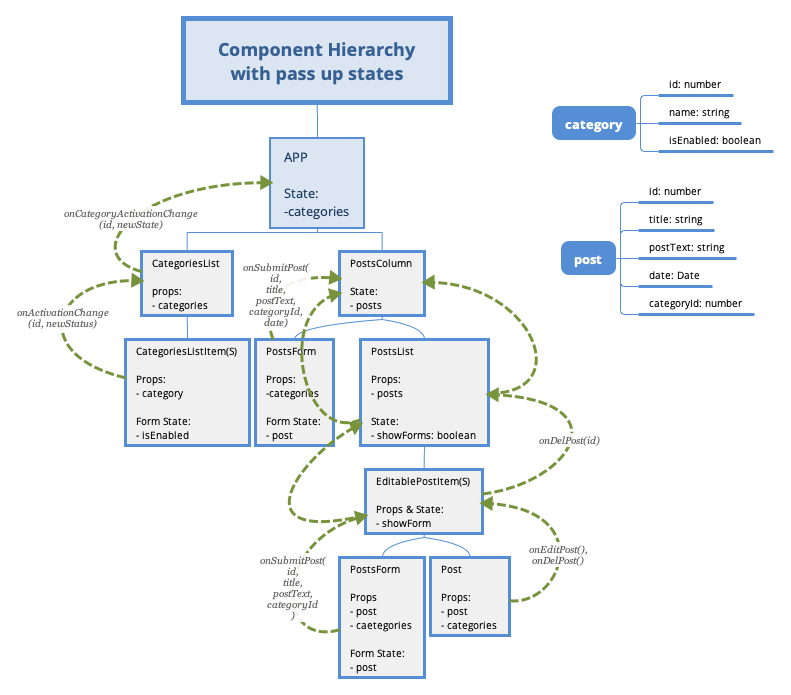 Component Hierarchy
with pass up states
APP
State:
-categories
onCategoryActivationChange
(id, newState)
CategoriesList
props:
- categories
onActivationChange
(id, newStatus)
CategoriesListItem(S)
Props:
- category
Form State:
- isEnabled
onSubmitPost(
id,
title,
postText,
categoryId,
date)
PostsColumn
State:
- posts
PostsForm
Props:
-categories
Form State:
- post
PostsList
Props:
- posts
State:
- showForms: boolean
onDelPost(id)
EditablePostItem(S)
Props & State:
- showForm
onSubmitPost(
id,
title,
postText,
categoryId
)
PostsForm
Props
- post
- caetegories
Form State:
- post
Post
Props:
- post
- categories
onEditPost(),
onDelPost()
category
id: number
name: string
isEnabled: boolean
post
id: number
title: string
postText: string
date: Date
categoryId: number